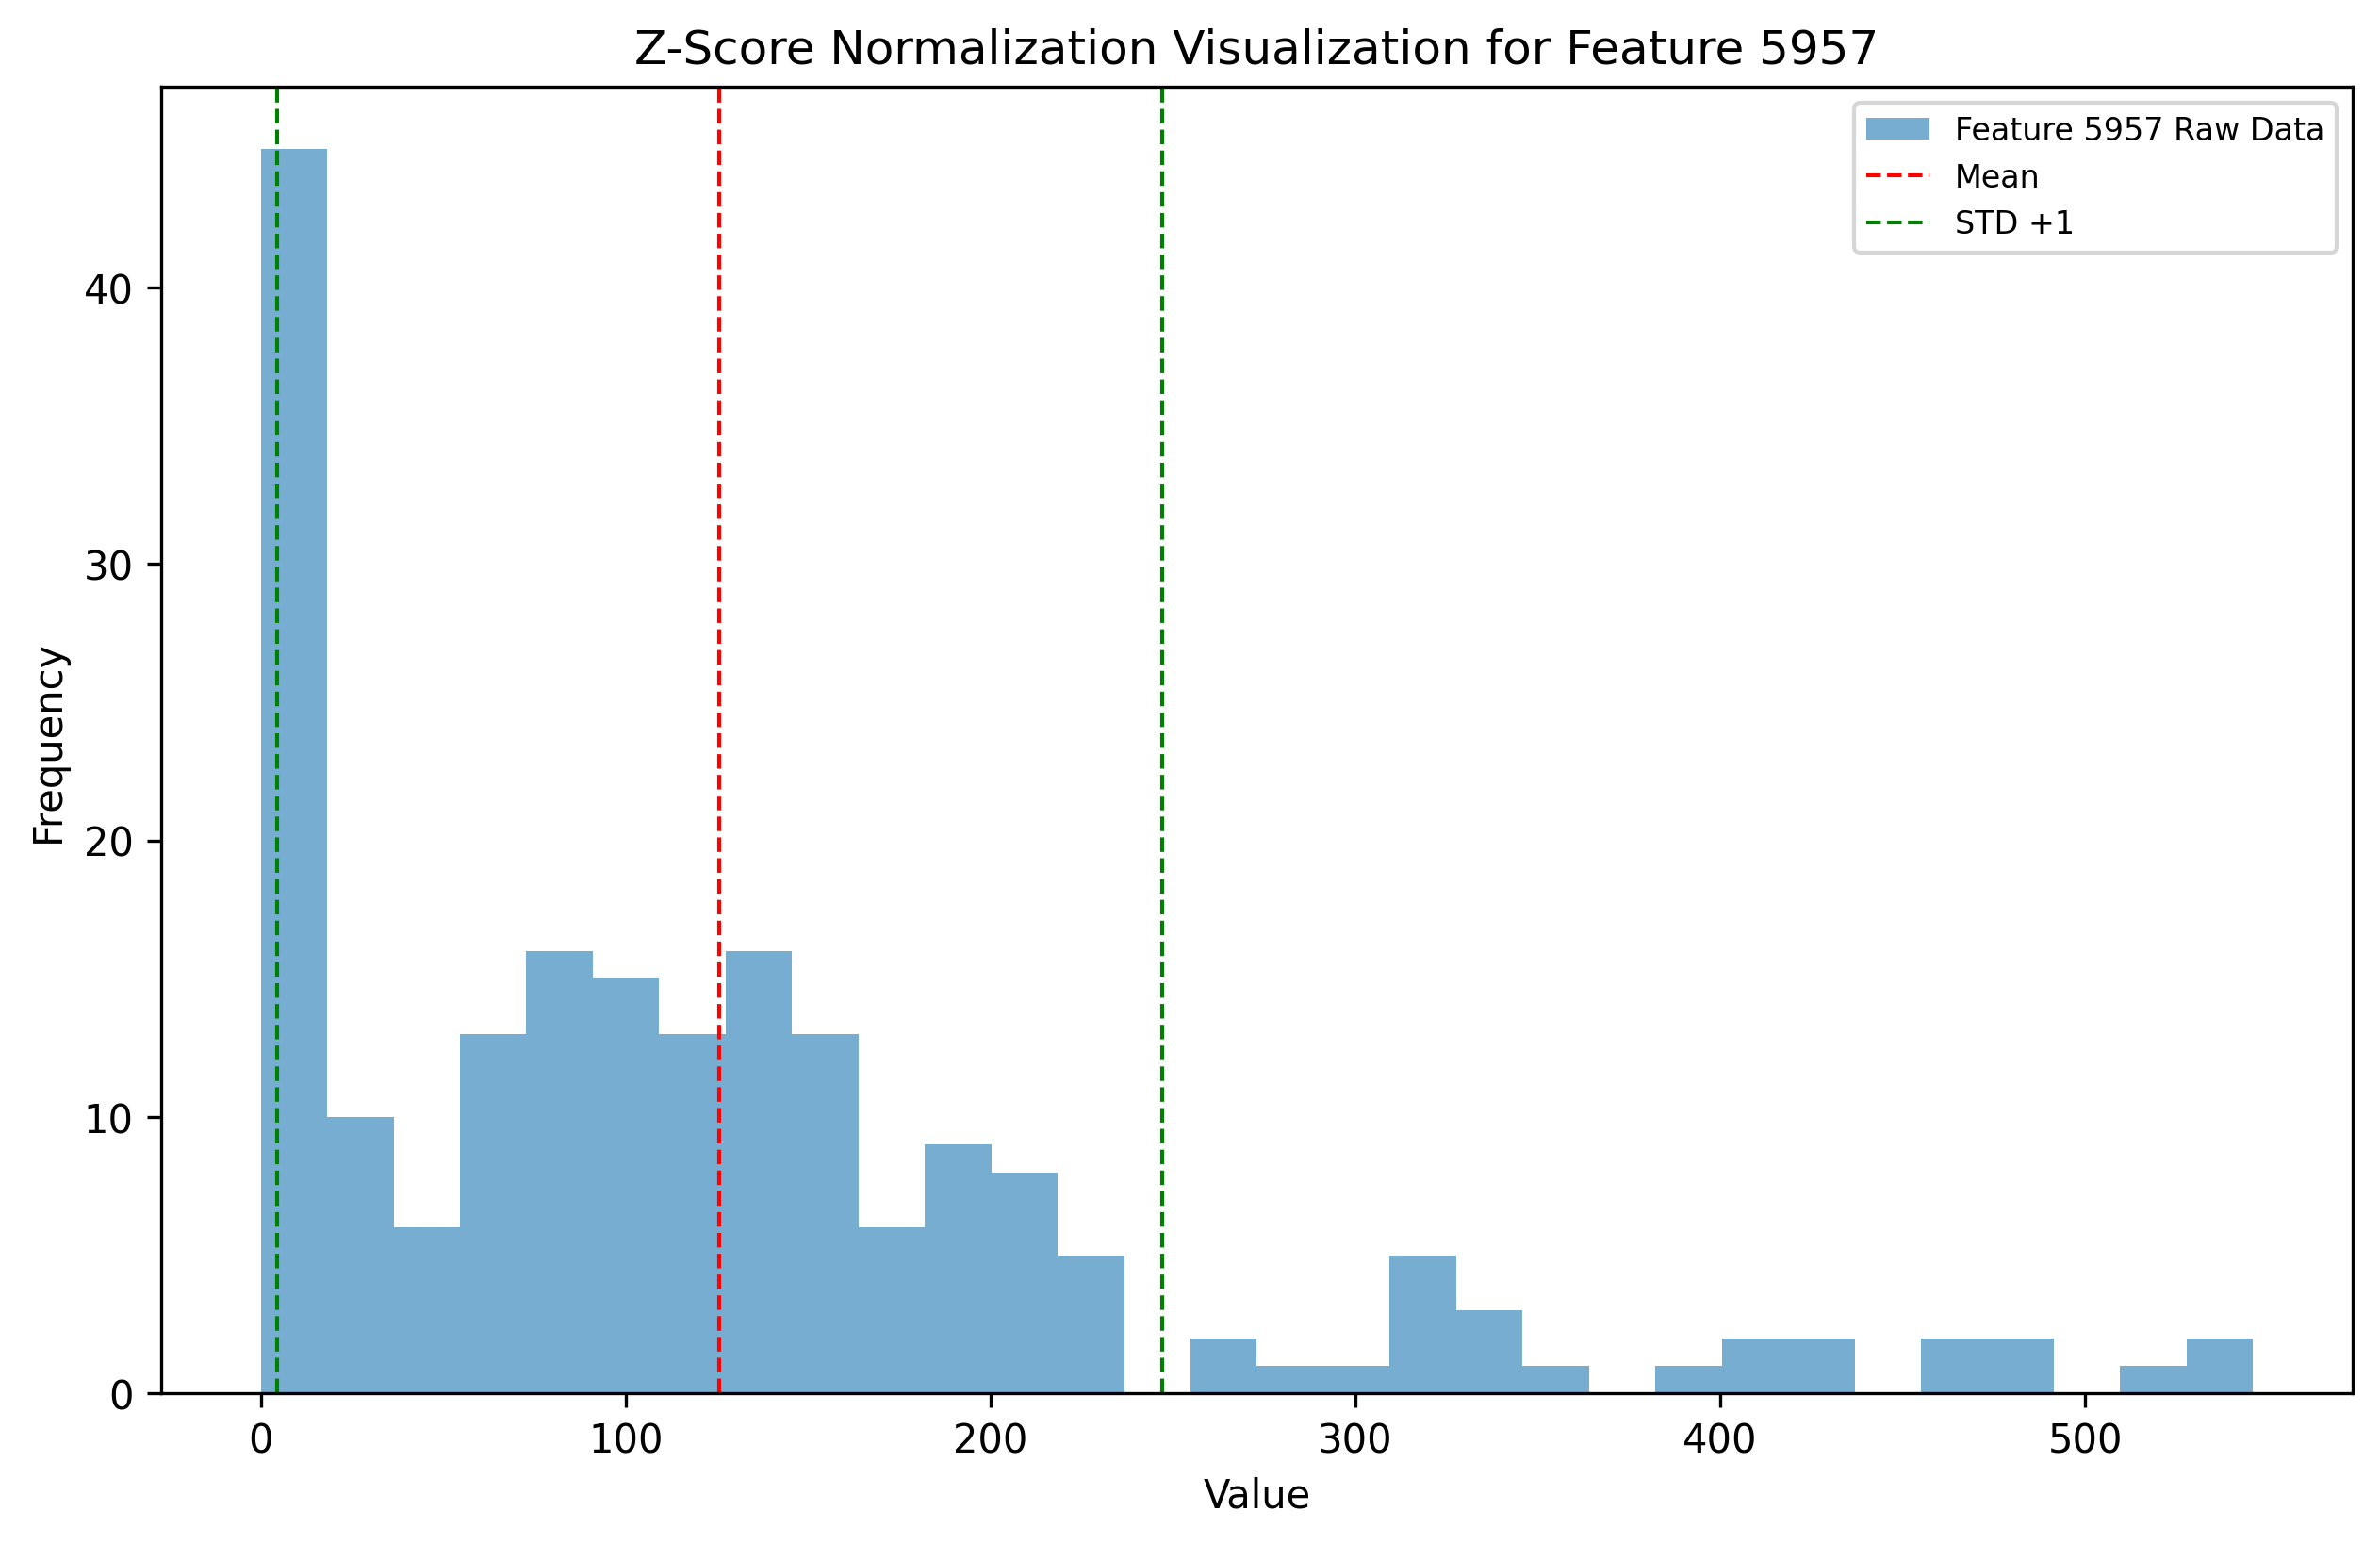 Z-Score Normalization Visualization for Feature 5957
Feature 5957 Raw Data
Mean
STD +1
40
30
20
10
0
Frequency
0 100 200 300 400 500
Value